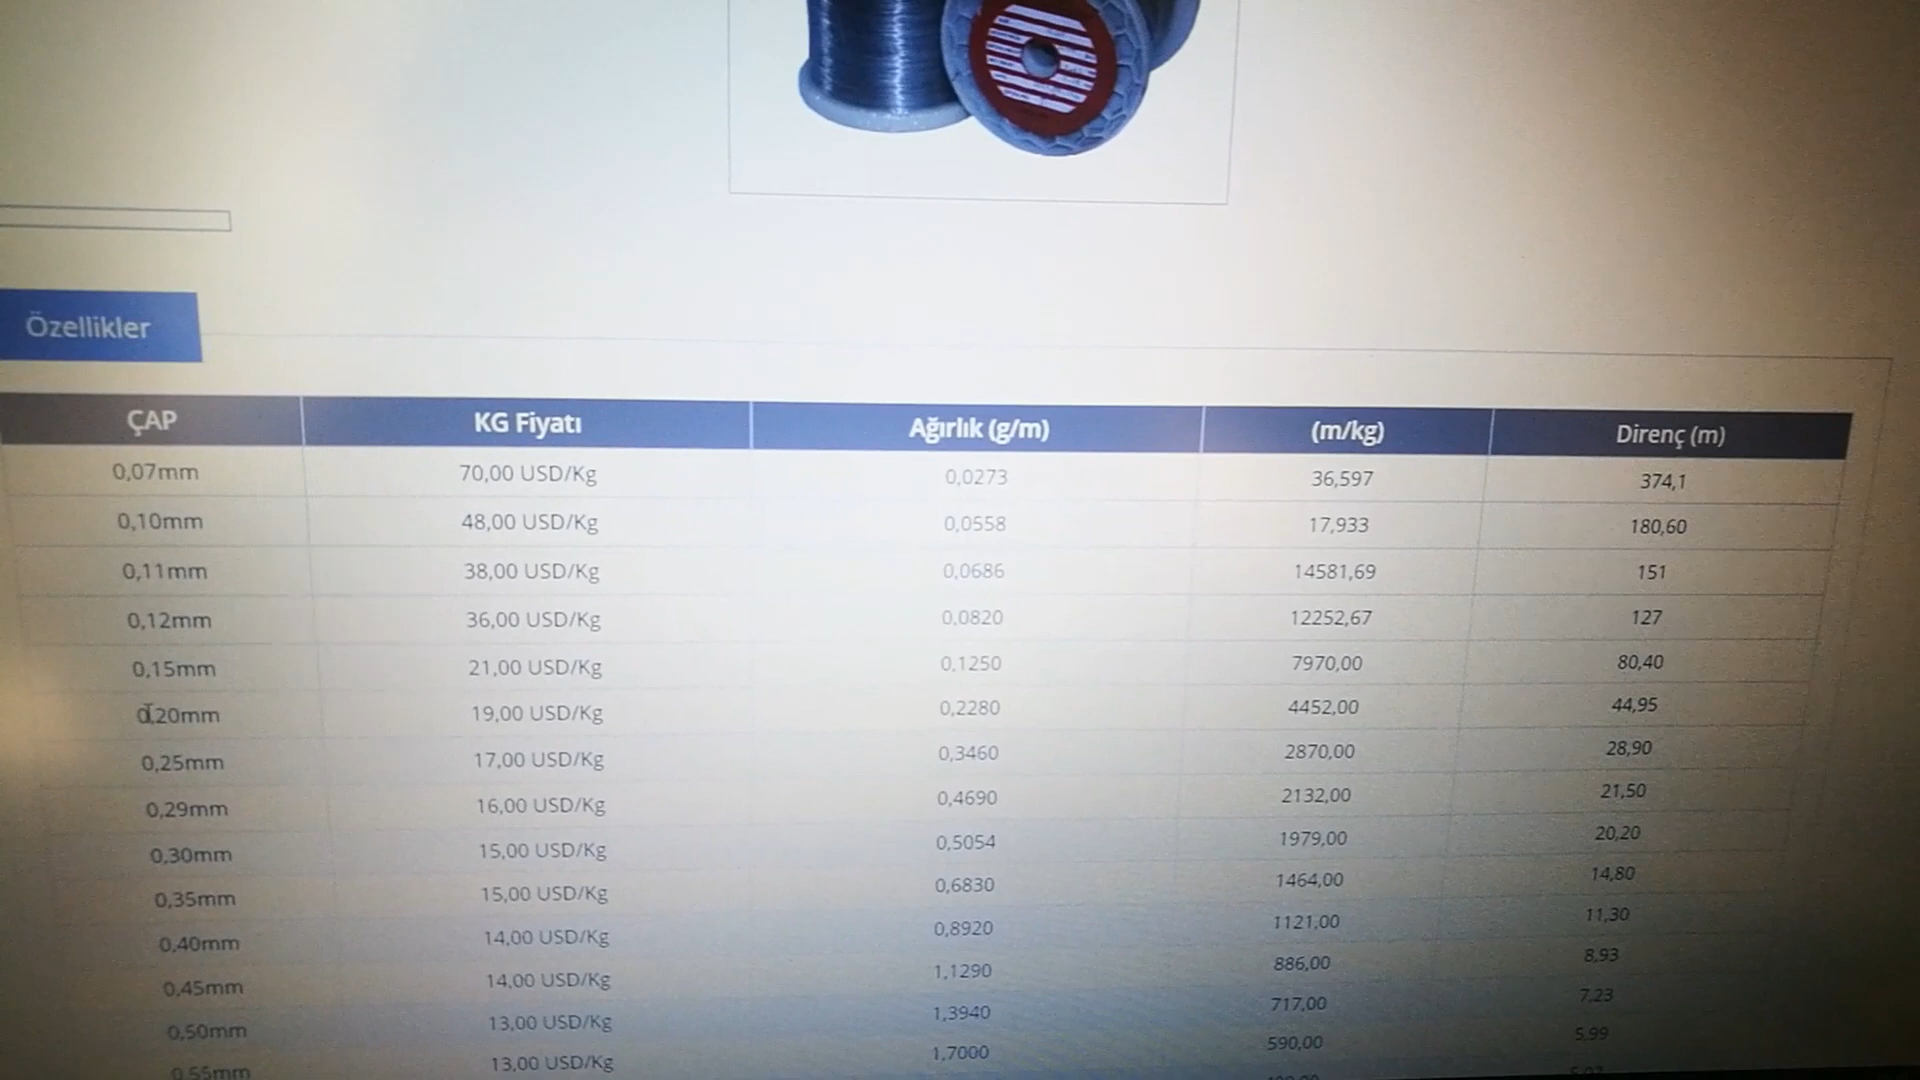 Özellikler
ÇAP KG Fiyatı Ağırlık (g/m) (m/kg) Direnç (m)
0,07mm 70,00 USD/Kg 0,0273 36,597 374,1
0,10mm 48,00 USD/Kg 0,0558 17,933 180,60
0,11mm 38,00 USD/Kg 0,0686 14581,69 151
0,12mm 36,00 USD/Kg 0,0820 12252,67 127
0,15mm 21,00 USD/Kg 0,1250 7970,00 80,40
0,20mm 19,00 USD/Kg 0,2280 4452,00 44,95
0,25mm 17,00 USD/Kg 0,3460 2870,00 28,90
0,29mm 16,00 USD/Kg 0,4690 2132,00 21,50
0,30mm 15,00 USD/Kg 0,5054 1979,00 20,20
0,35mm 15,00 USD/Kg 0,6830 1464,00 14,80
0,40mm 14,00 USD/Kg 0,8920 1121,00 11,30
0,45mm 14,00 USD/Kg 1,1290 886,00 8,93
0,50mm 13,00 USD/Kg 1,3940 717,00 7,23
0,55mm 13,00 USD/Kg 1,7000 590,00 5,99